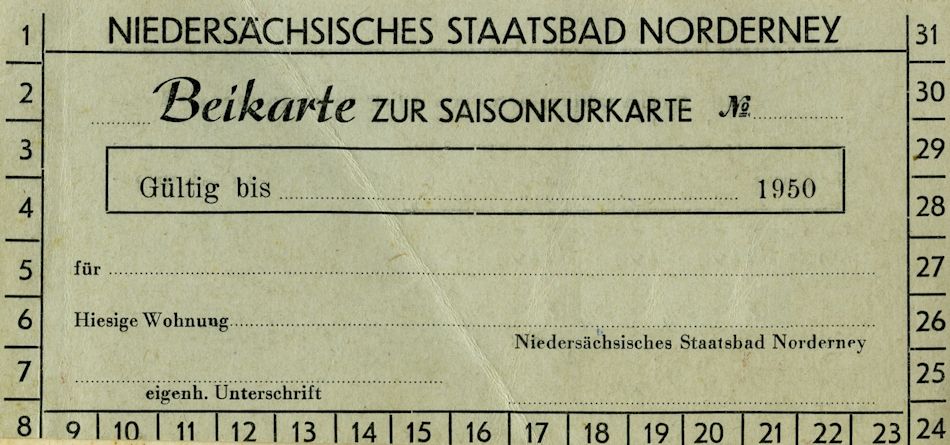 NIEDERSÄCHSISCHES STAATSBAD NORDERNEY
Beikarte ZUR SAISONKURKARTE №
Gültig bis 1950
für
Hiesige Wohnung
Niedersächsisches Staatsbad Norderney
eigenh. Unterschrift
1
2
3
4
5
6
7
8
9 10 11 12 13 14 15 16 17 18 19 20 21 22 23
24
25
26
27
28
29
30
31